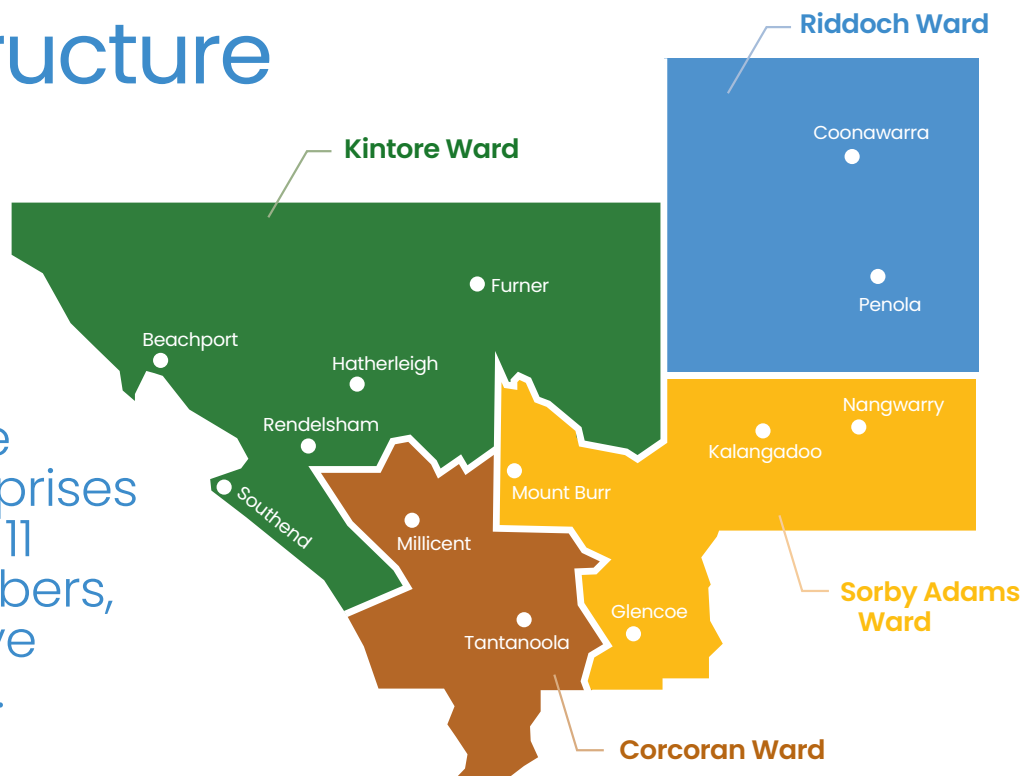 ructure
Riddoch Ward
Kintore Ward
Coonawarra
Furner
Penola
Beachport
Hatherleigh
Nangwarry
Rendelsham
Kalangadoo
e
prises
Mount Burr
Southend
11
Millicent
bers,
Sorby Adams
Ward
Glencoe
ve
Tantanoola
.
Corcoran Ward